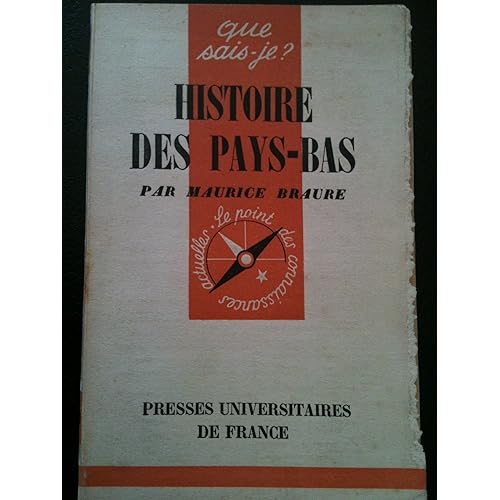 que
sais-je?
HISTOIRE
DES PAYS-BAS
PAR MAURICE BRAURE
Le point des connaissances actuelles.
PRESSES UNIVERSITAIRES
DE FRANCE